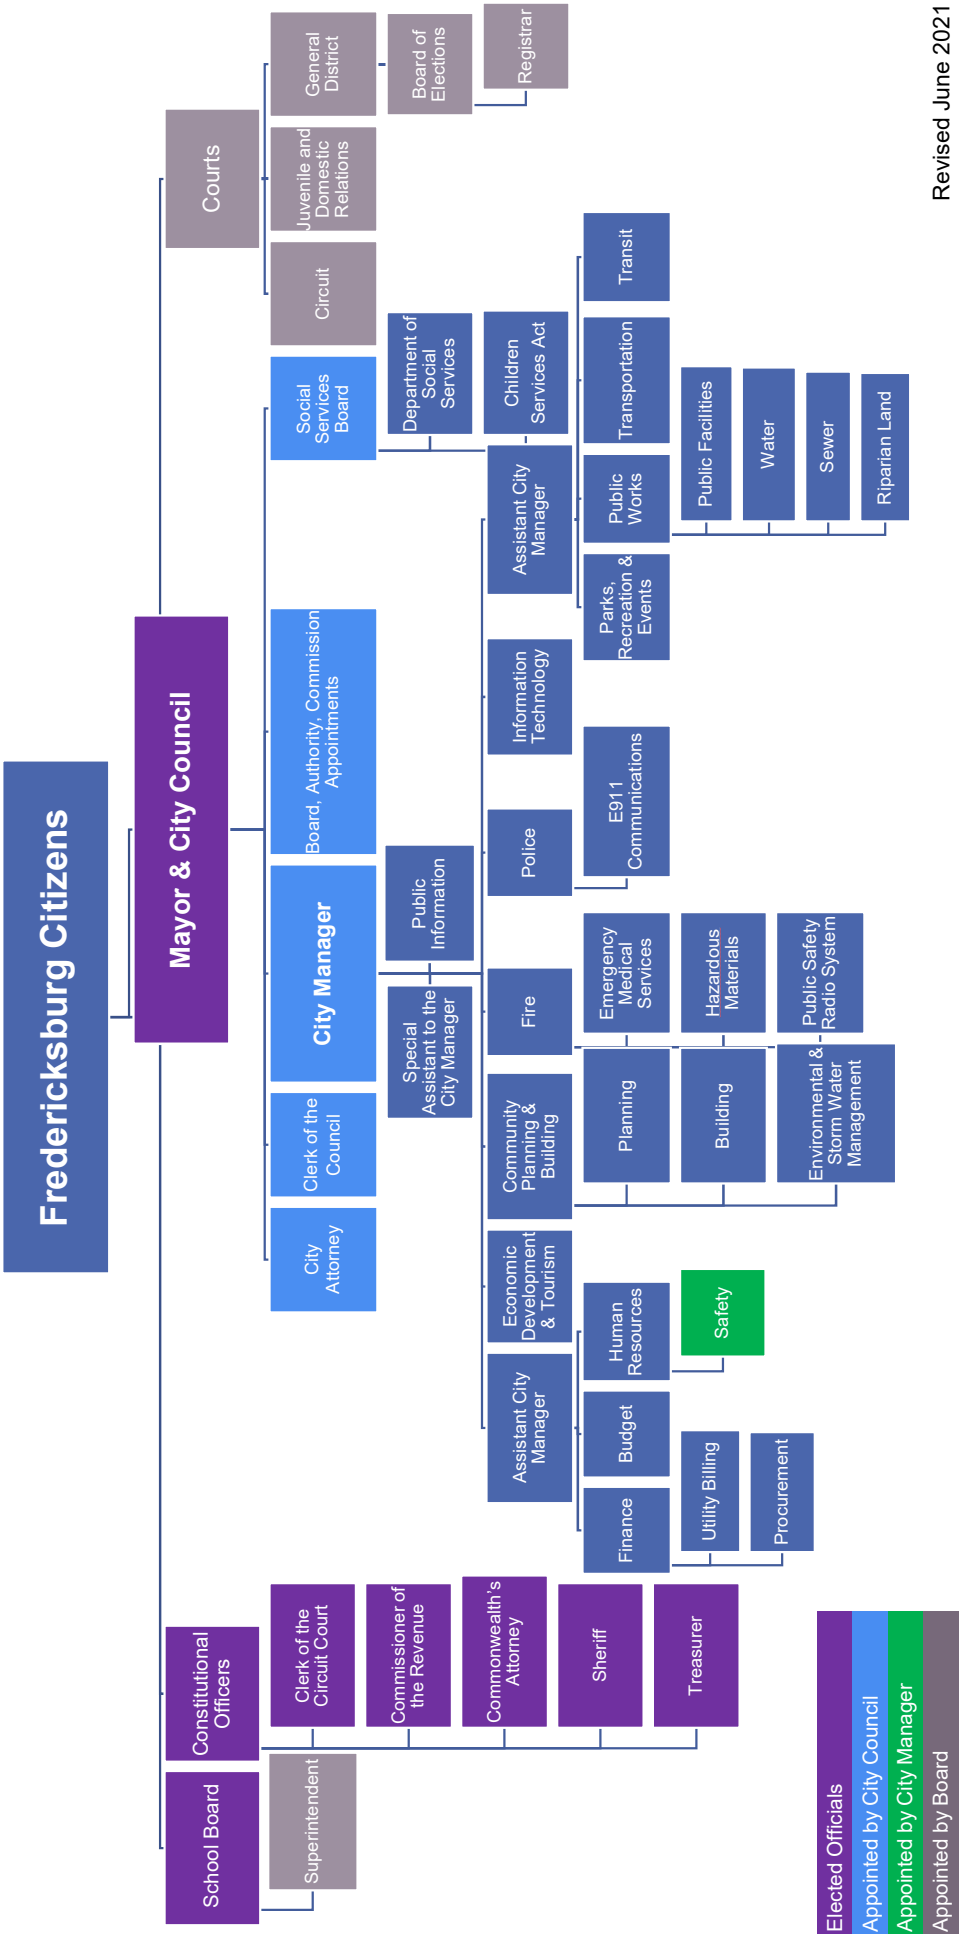 Fredericksburg Citizens
Mayor & City Council
School Board
Superintendent
Constitutional
Officers
Clerk of the
Circuit Court
Commissioner of
the Revenue
Commonwealth's
Attorney
Sheriff
Treasurer
Courts
Circuit
Juvenile and
Domestic
Relations
General
District
Board of
Elections
Registrar
City
Attorney
Clerk of the
Council
City Manager
Board, Authority, Commission
Appointments
Social
Services
Board
Department of
Social
Services
Children
Services Act
Special
Assistant to the
City Manager
Public
Information
Assistant City
Manager
Finance
Utility Billing
Procurement
Budget
Human
Resources
Safety
Economic
Development
& Tourism
Community
Planning &
Building
Planning
Building
Environmental &
Storm Water
Management
Fire
Emergency
Medical
Services
Hazardous
Materials
Public Safety
Radio System
Police
E911
Communications
Information
Technology
Assistant City
Manager
Parks,
Recreation &
Events
Public
Works
Public Facilities
Water
Sewer
Riparian Land
Transportation
Transit
Elected Officials
Appointed by City Council
Appointed by City Manager
Appointed by Board
Revised June 2021